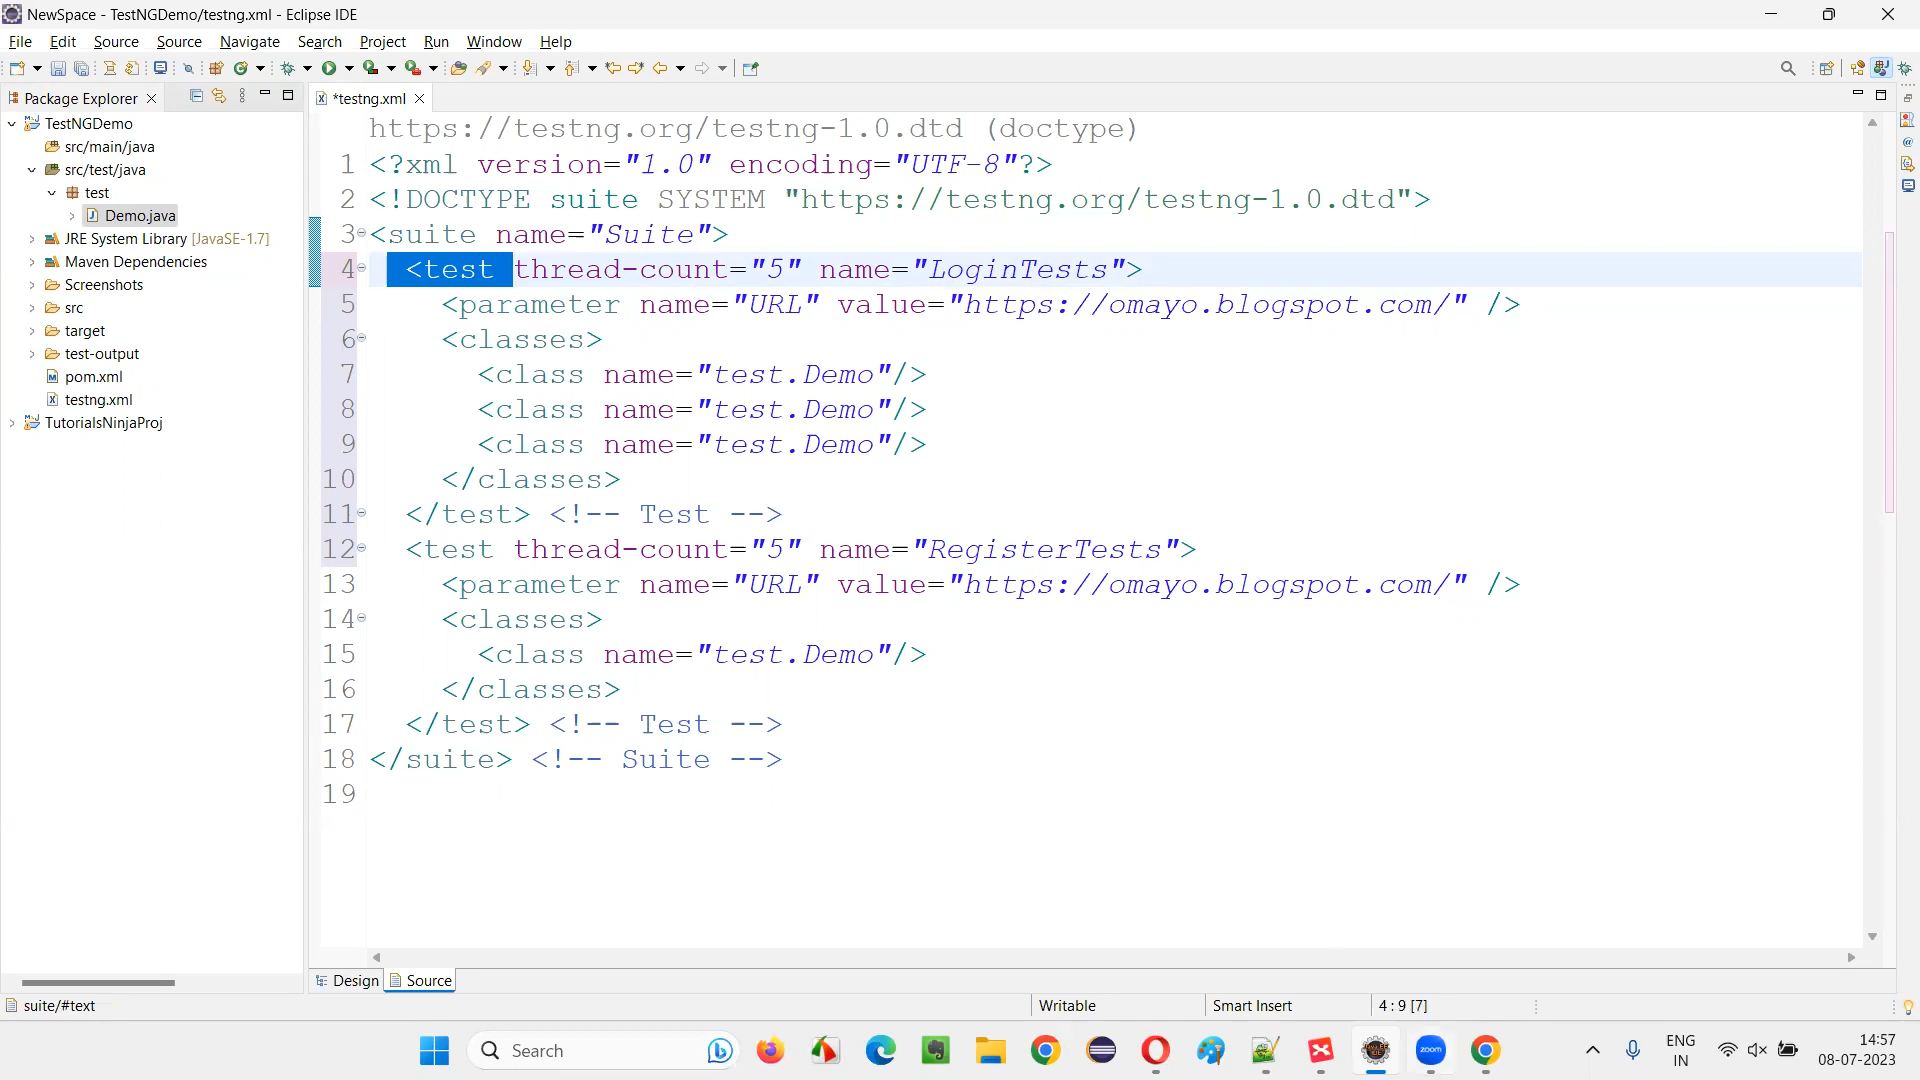 NewSpace - TestNGDemo/testng.xml - Eclipse IDE
File Edit Source Source Navigate Search Project Run Window Help
Package Explorer
*testng.xml
TestNGDemo
src/main/java
src/test/java
test
Demo.java
JRE System Library [JavaSE-1.7]
Maven Dependencies
Screenshots
src
target
test-output
pom.xml
testng.xml
TutorialsNinjaProj
https://testng.org/testng-1.0.dtd (doctype)
1 <?xml version="1.0" encoding="UTF-8"?>
2 <!DOCTYPE suite SYSTEM "https://testng.org/testng-1.0.dtd">
3 <suite name="Suite">
4 <test thread-count="5" name="LoginTests">
5 <parameter name="URL" value="https://omayo.blogspot.com/" />
6 <classes>
7 <class name="test.Demo"/>
8 <class name="test.Demo"/>
9 <class name="test.Demo"/>
10 </classes>
11 </test> <!-- Test -->
12 <test thread-count="5" name="RegisterTests">
13 <parameter name="URL" value="https://omayo.blogspot.com/" />
14 <classes>
15 <class name="test.Demo"/>
16 </classes>
17 </test> <!-- Test -->
18 </suite> <!-- Suite -->
19
Design Source
suite/#text
Writable
Smart Insert
4 : 9 [7]
Search
zoom
ENG
IN
14:57
08-07-2023